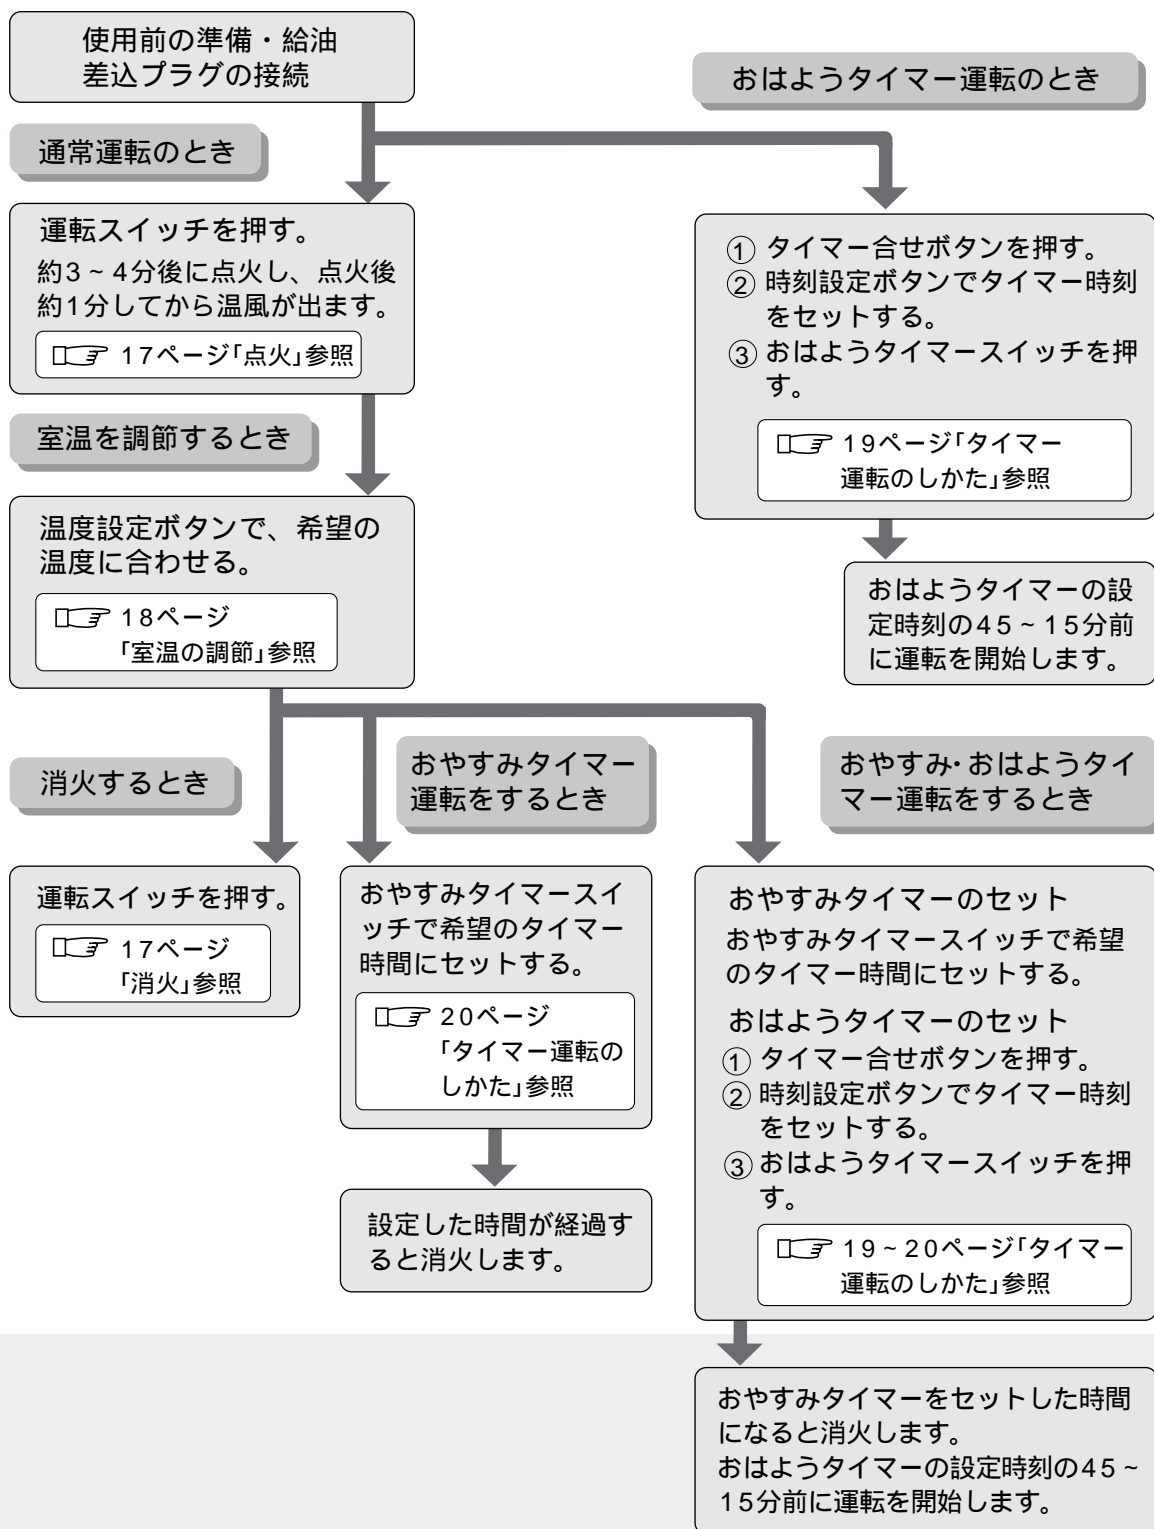 使用前の準備・給油
差込プラグの接続
通常運転のとき
運転スイッチを押す。
約3~4分後に点火し、点火後
約1分してから温風が出ます。
17ページ「点火」参照
室温を調節するとき
温度設定ボタンで、希望の
温度に合わせる。
18ページ
「室温の調節」参照
おはようタイマー運転のとき
① タイマー合せボタンを押す。
② 時刻設定ボタンでタイマー時刻
をセットする。
③ おはようタイマースイッチを押
す。
19ページ「タイマー
運転のしかた」参照
おはようタイマーの設
定時刻の45~15分前
に運転を開始します。
消火するとき
運転スイッチを押す。
17ページ
「消火」参照
おやすみタイマー
運転をするとき
おやすみタイマースイ
ッチで希望のタイマー
時間にセットする。
20ページ
「タイマー運転の
しかた」参照
設定した時間が経過す
ると消火します。
おやすみ・おはようタイ
マー運転をするとき
おやすみタイマーのセット
おやすみタイマースイッチで希望
のタイマー時間にセットする。
おはようタイマーのセット
① タイマー合せボタンを押す。
② 時刻設定ボタンでタイマー時刻
をセットする。
③ おはようタイマースイッチを押
す。
19~20ページ「タイマー
運転のしかた」参照
おやすみタイマーをセットした時間
になると消火します。
おはようタイマーの設定時刻の45~
15分前に運転を開始します。